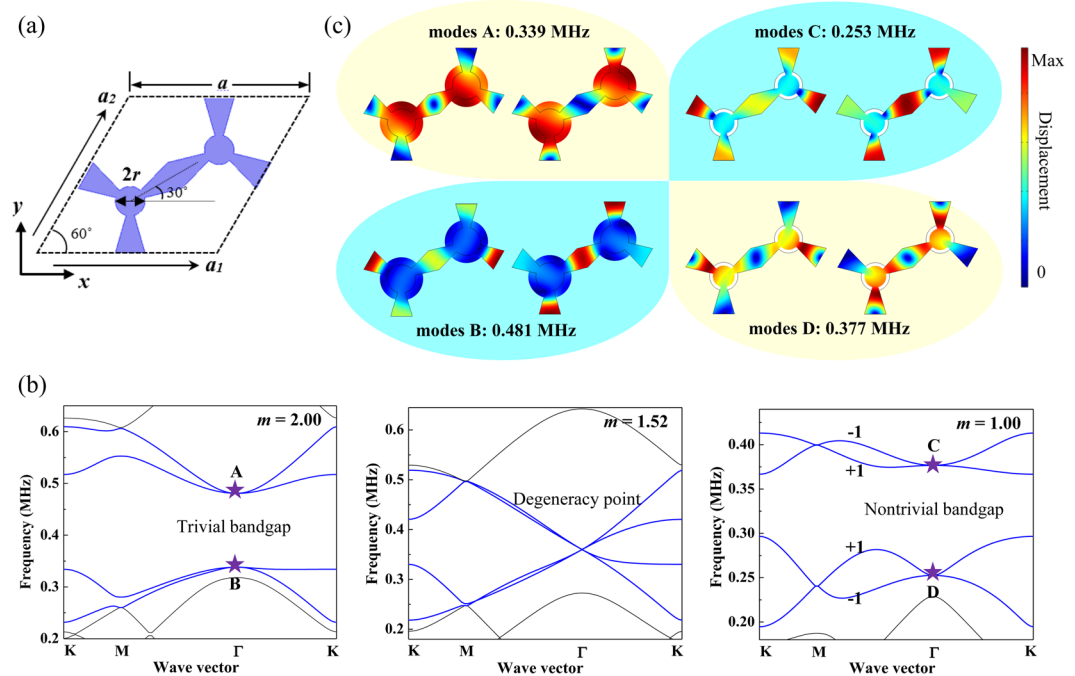 (a)
a
a2
2r
30°
60°
y
x
a1
(c)
modes A: 0.339 MHz
modes C: 0.253 MHz
modes B: 0.481 MHz
modes D: 0.377 MHz
Max
Displacement
0
(b)
m = 2.00
A
Trivial bandgap
B
0.6
0.5
0.4
0.3
0.2
Frequency (MHz)
K M Γ K
Wave vector
m = 1.52
Degeneracy point
0.6
0.5
0.4
0.3
0.2
Frequency (MHz)
K M Γ K
Wave vector
m = 1.00
-1
C
+1
Nontrivial bandgap
+1
-1
D
0.40
0.35
0.30
0.25
0.20
Frequency (MHz)
K M Γ K
Wave vector